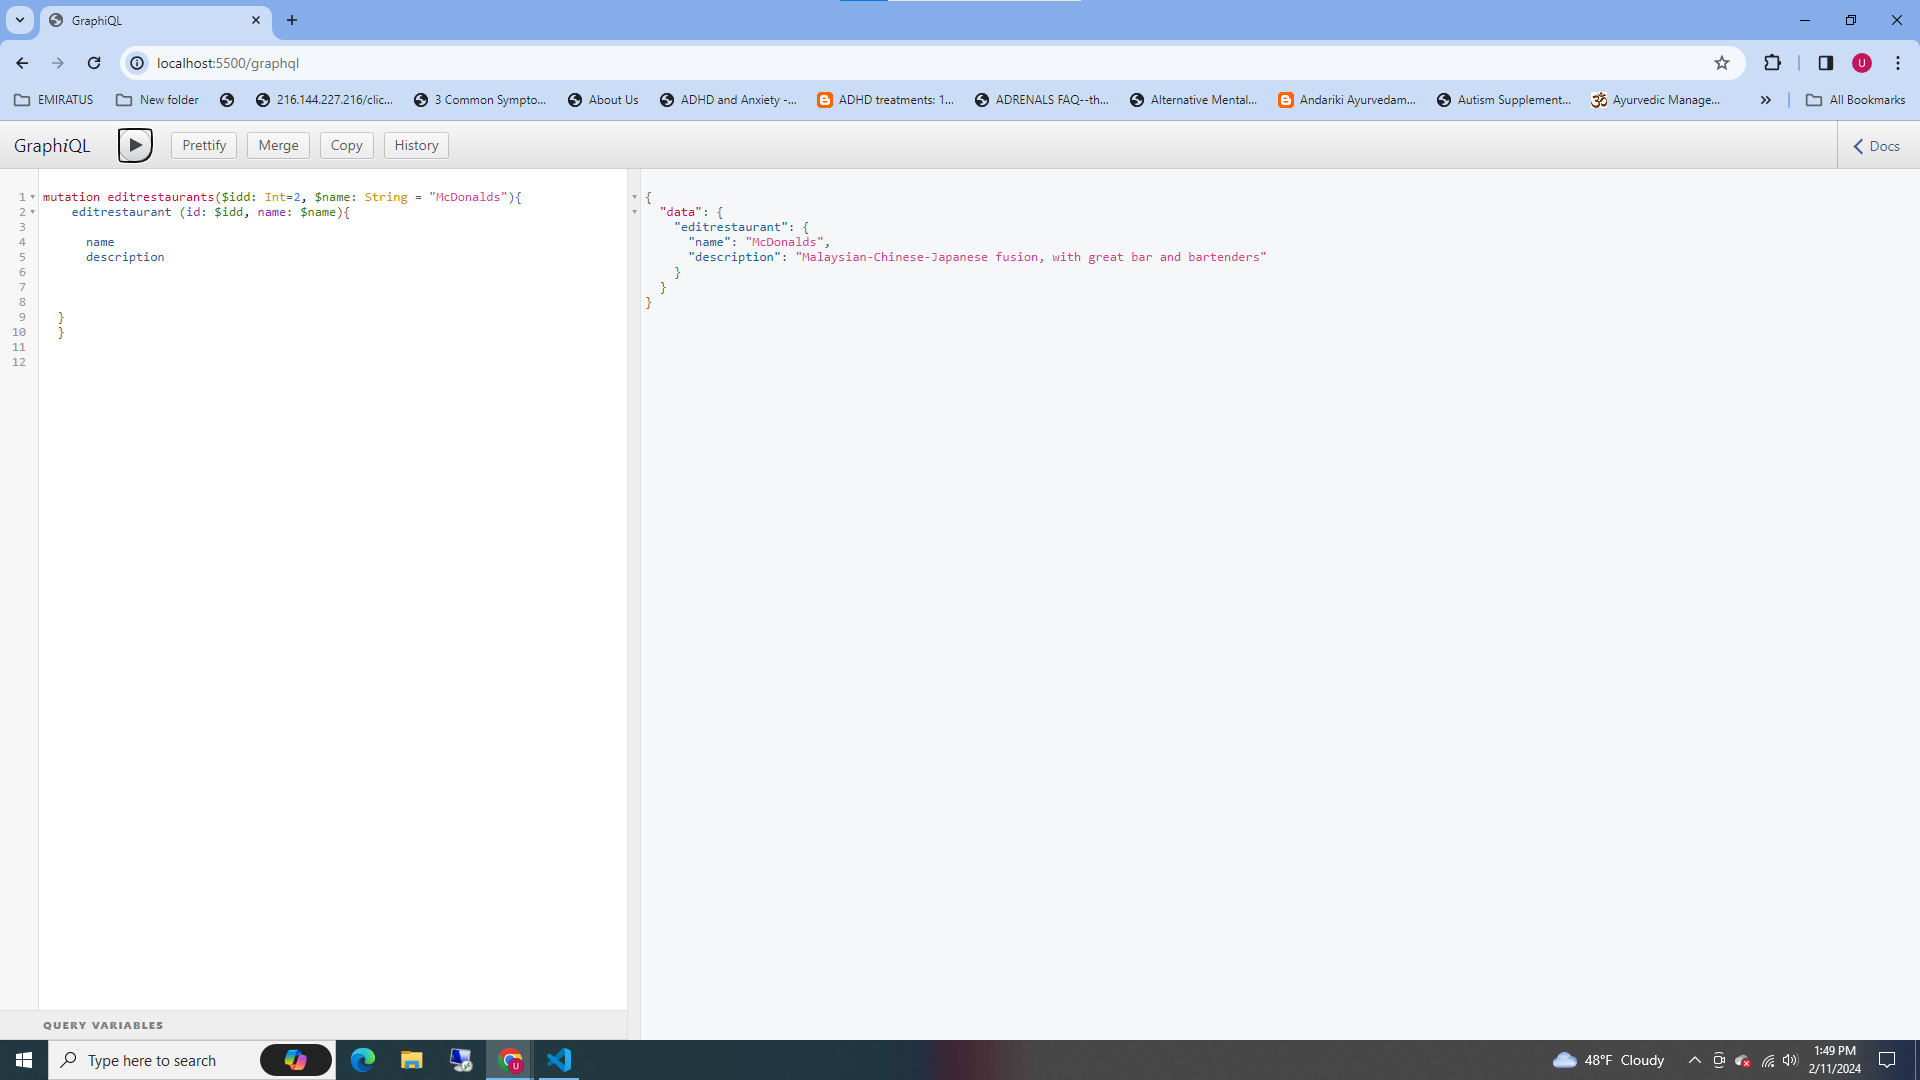 GraphiQL
localhost:5500/graphql
U
EMIRATUS
New folder
216.144.227.216/clic...
3 Common Sympto...
About Us
ADHD and Anxiety -...
ADHD treatments: 1...
ADRENALS FAQ--th...
Alternative Mental...
Andariki Ayurvedam...
Autism Supplement...
Ayurvedic Manage...
All Bookmarks
GraphiQL
Prettify
Merge
Copy
History
Docs
1 mutation editrestaurants($idd: Int=2, $name: String = "McDonalds"){
2 editrestaurant (id: $idd, name: $name){
3
4 name
5 description
6
7
8
9 }
10 }
11
12
{
"data": {
"editrestaurant": {
"name": "McDonalds",
"description": "Malaysian-Chinese-Japanese fusion, with great bar and bartenders"
}
}
}
QUERY VARIABLES
Type here to search
U
48°F Cloudy
1:49 PM
2/11/2024